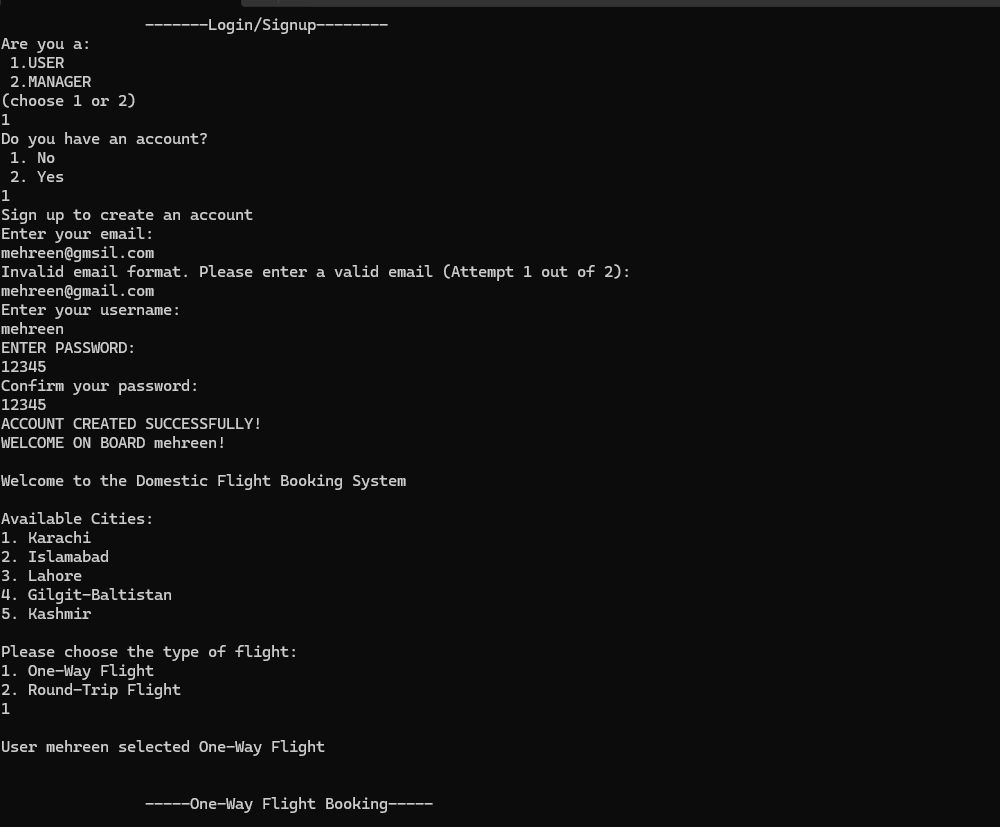 -------Login/Signup--------
Are you a:
1.USER
2.MANAGER
(choose 1 or 2)
1
Do you have an account?
1. No
2. Yes
1
Sign up to create an account
Enter your email:
mehreen@gmsil.com
Invalid email format. Please enter a valid email (Attempt 1 out of 2):
mehreen@gmail.com
Enter your username:
mehreen
ENTER PASSWORD:
12345
Confirm your password:
12345
ACCOUNT CREATED SUCCESSFULLY!
WELCOME ON BOARD mehreen!
Welcome to the Domestic Flight Booking System
Available Cities:
1. Karachi
2. Islamabad
3. Lahore
4. Gilgit-Baltistan
5. Kashmir
Please choose the type of flight:
1. One-Way Flight
2. Round-Trip Flight
1
User mehreen selected One-Way Flight
-----One-Way Flight Booking-----